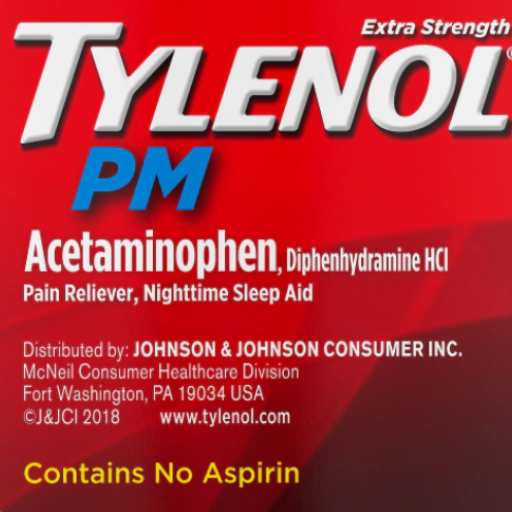 Extra Strength
TYLENOL®
PM
Acetaminophen, Diphenhydramine HCl
Pain Reliever, Nighttime Sleep Aid
Distributed by: JOHNSON & JOHNSON CONSUMER INC.
McNeil Consumer Healthcare Division
Fort Washington, PA 19034 USA
©J&JCI 2018 www.tylenol.com
Contains No Aspirin